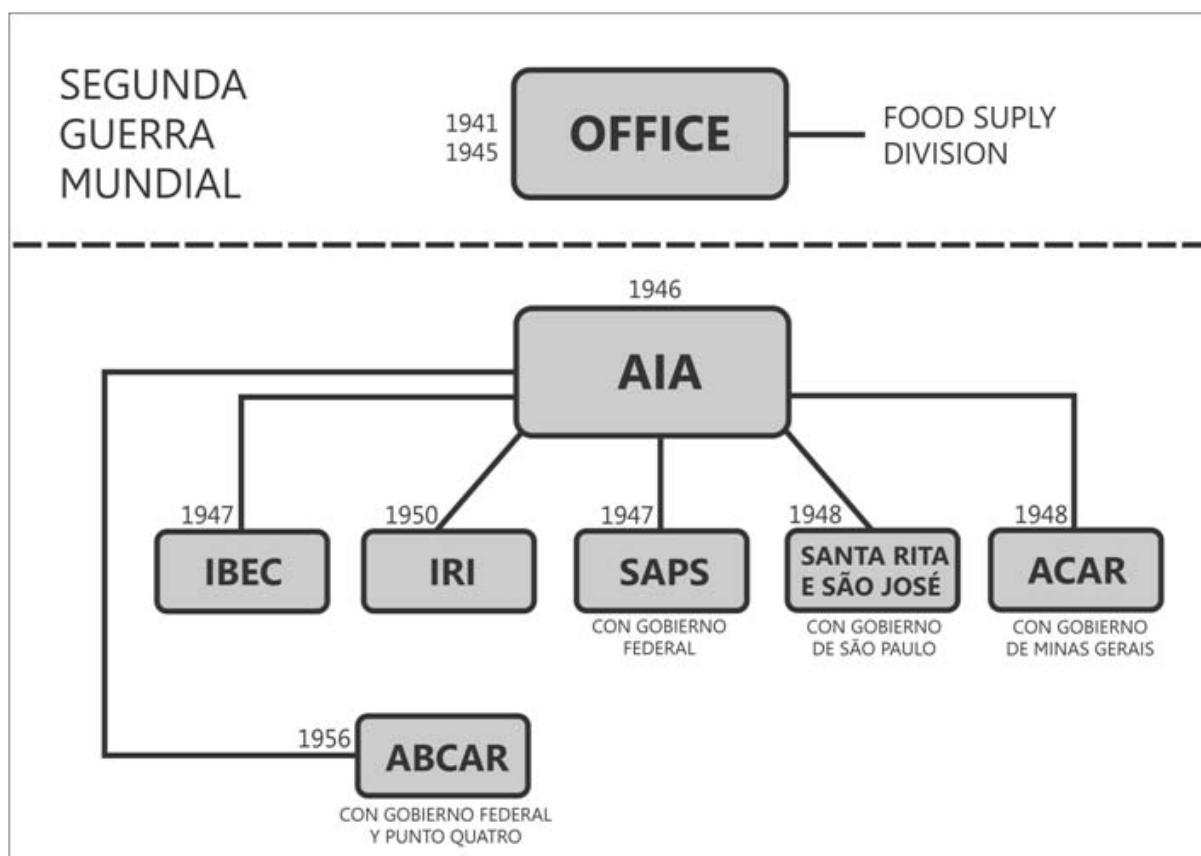 SEGUNDA
GUERRA
MUNDIAL
1941
1945
OFFICE
FOOD SUPLY
DIVISION
1946
AIA
1947
IBEC
1950
IRI
1947
SAPS
CON GOBIERNO
FEDERAL
1948
SANTA RITA
E SÃO JOSÉ
CON GOBIERNO
DE SÃO PAULO
1948
ACAR
CON GOBIERNO
DE MINAS GERAIS
1956
ABCAR
CON GOBIERNO FEDERAL
Y PUNTO QUATRO